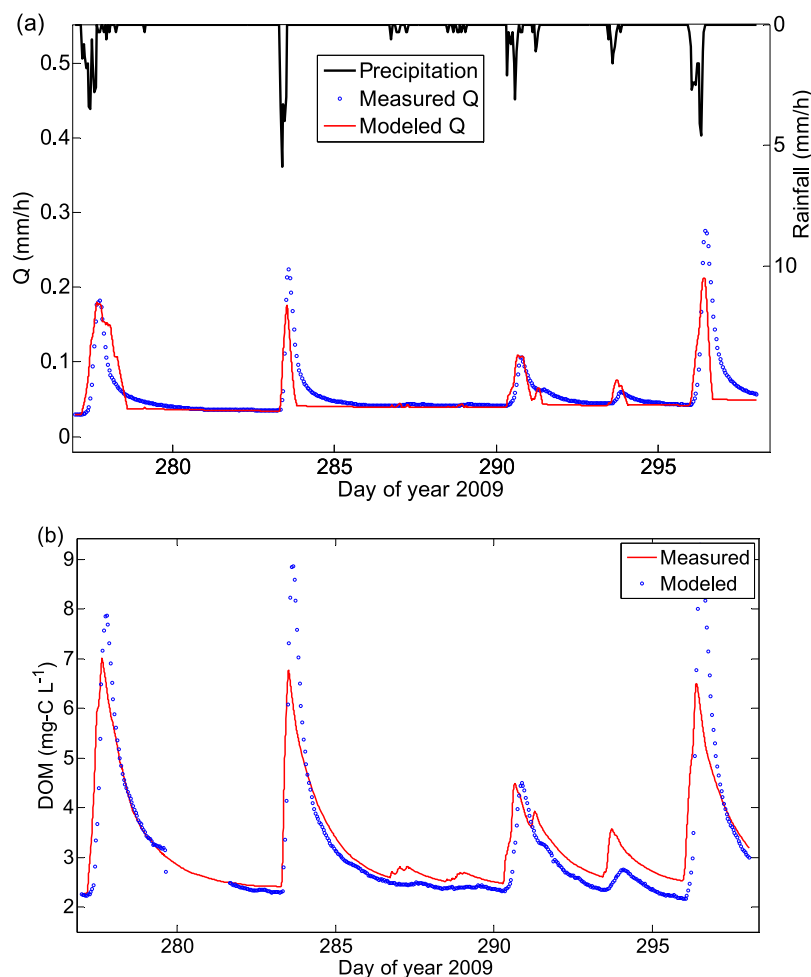 (a)
0.5
0.4
0.3
0.2
0.1
0
Q (mm/h)
Precipitation
Measured Q
Modeled Q
0
5
10
Rainfall (mm/h)
280
285
290
295
Day of year 2009
(b)
9
8
7
6
5
4
3
2
DOM (mg-C L⁻¹)
Measured
Modeled
280
285
290
295
Day of year 2009